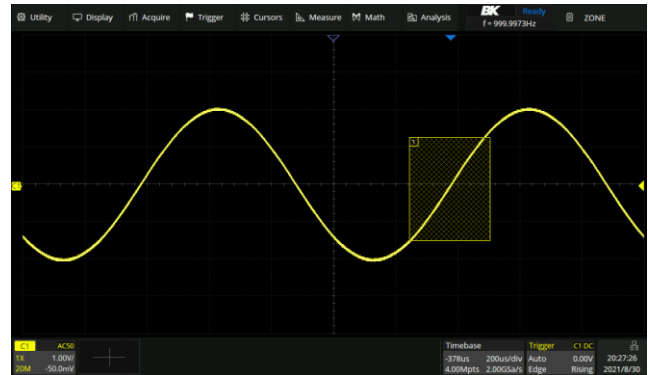 Utility Display Acquire Trigger Cursors Measure Math Analysis BK Ready ZONE
f = 999.9973Hz
1
C1
C1 AC50
1X 1.00V/
20M -50.0mV
Timebase
-378us 200us/div
4.00Mpts 2.00GSa/s
Trigger C1 DC
Auto 0.00V
Edge Rising
20:27:26
2021/8/30